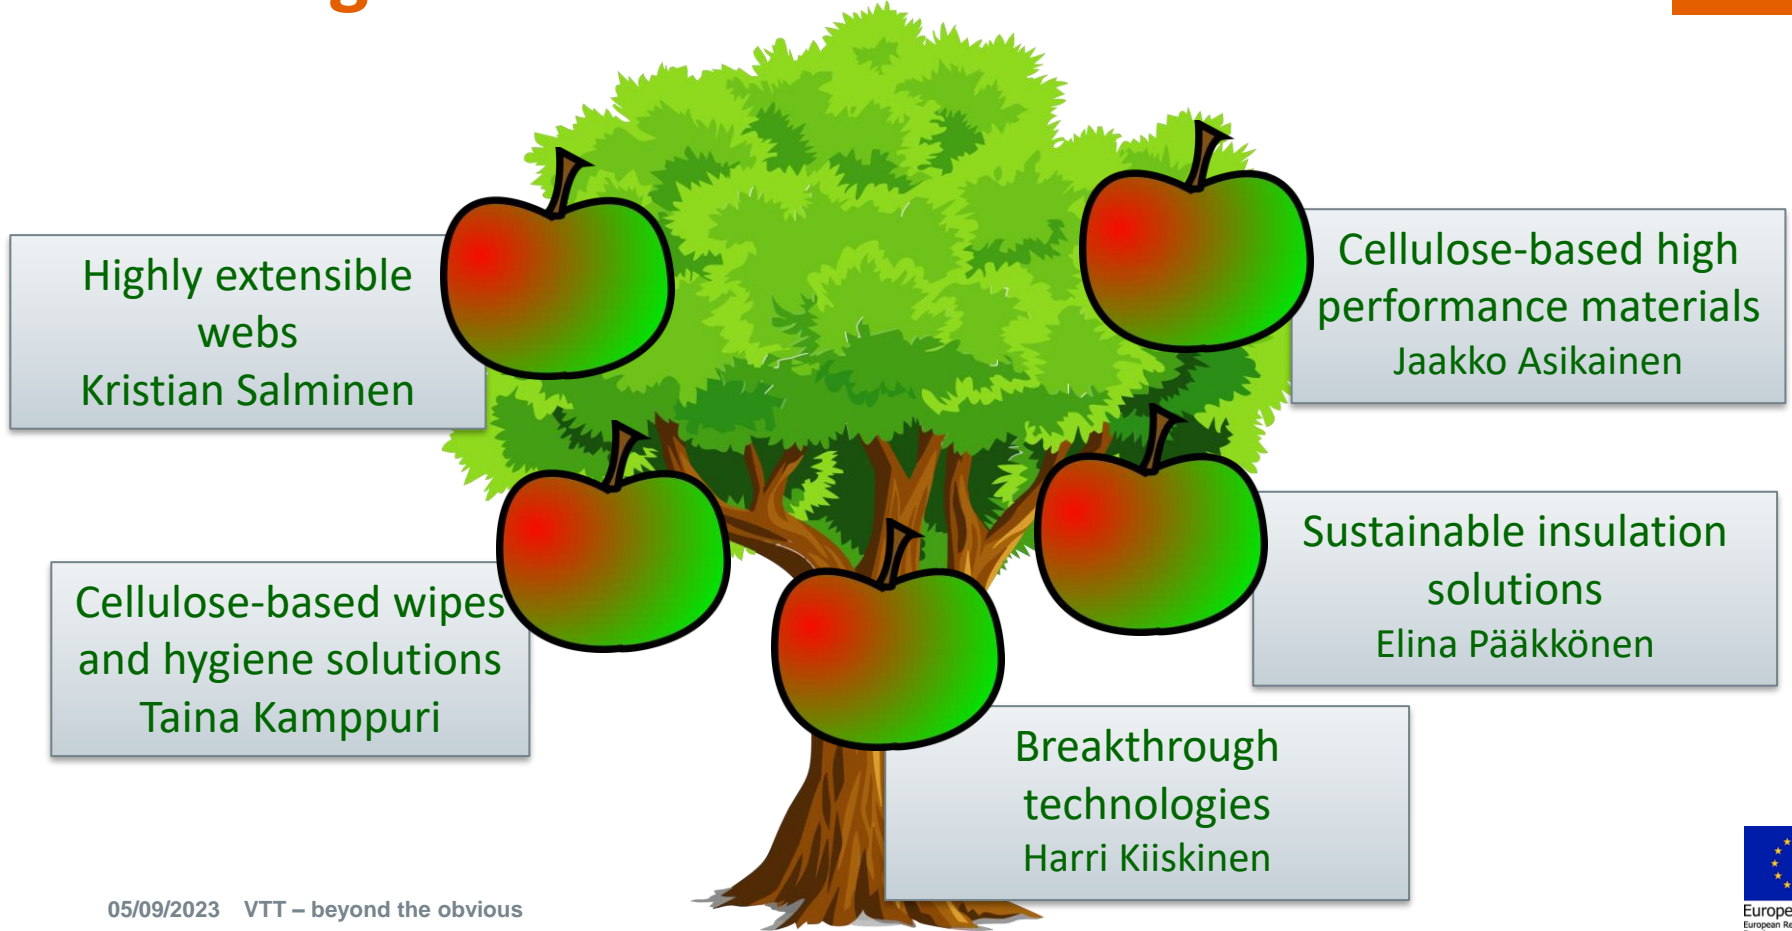 Highly extensible
webs
Kristian Salminen
Cellulose-based high
performance materials
Jaakko Asikainen
Cellulose-based wipes
and hygiene solutions
Taina Kamppuri
Sustainable insulation
solutions
Elina Pääkkönen
Breakthrough
technologies
Harri Kiiskinen
05/09/2023 VTT – beyond the obvious